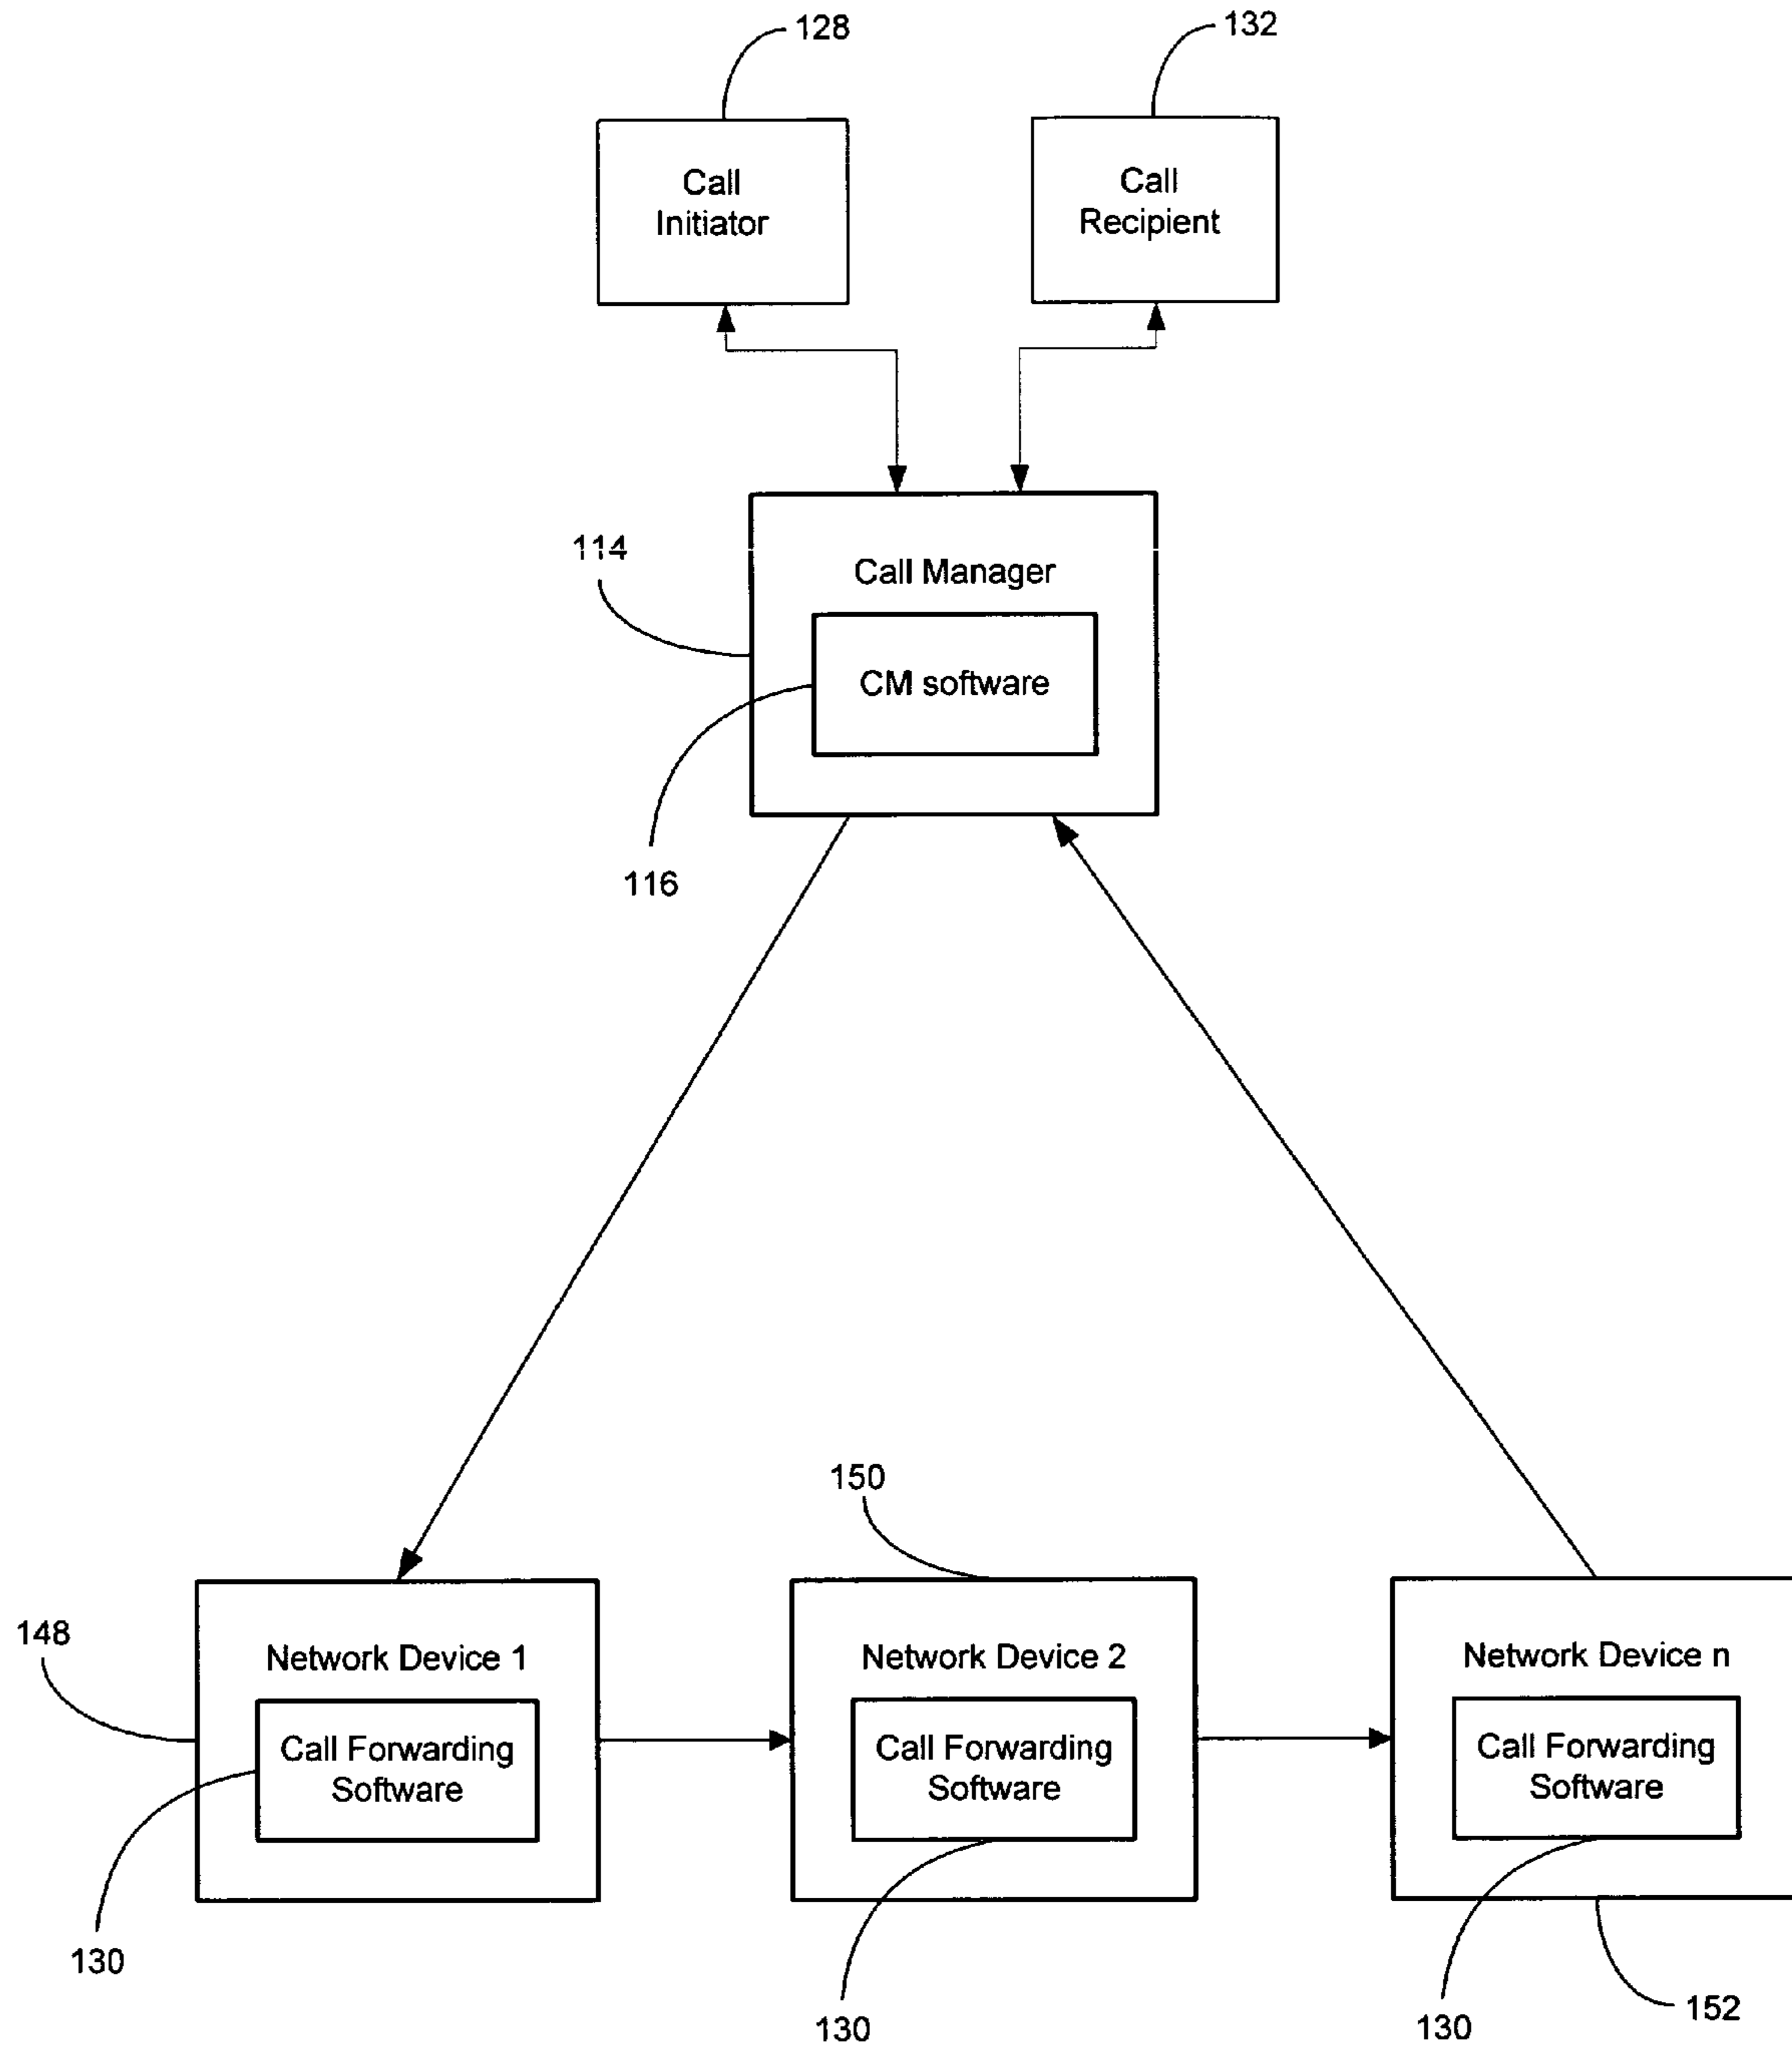 128
132
Call
Initiator
Call
Recipient
114
Call Manager
CM software
116
150
148
Network Device 1
Call Forwarding
Software
Network Device 2
Call Forwarding
Software
Network Device n
Call Forwarding
Software
130
130
130
152